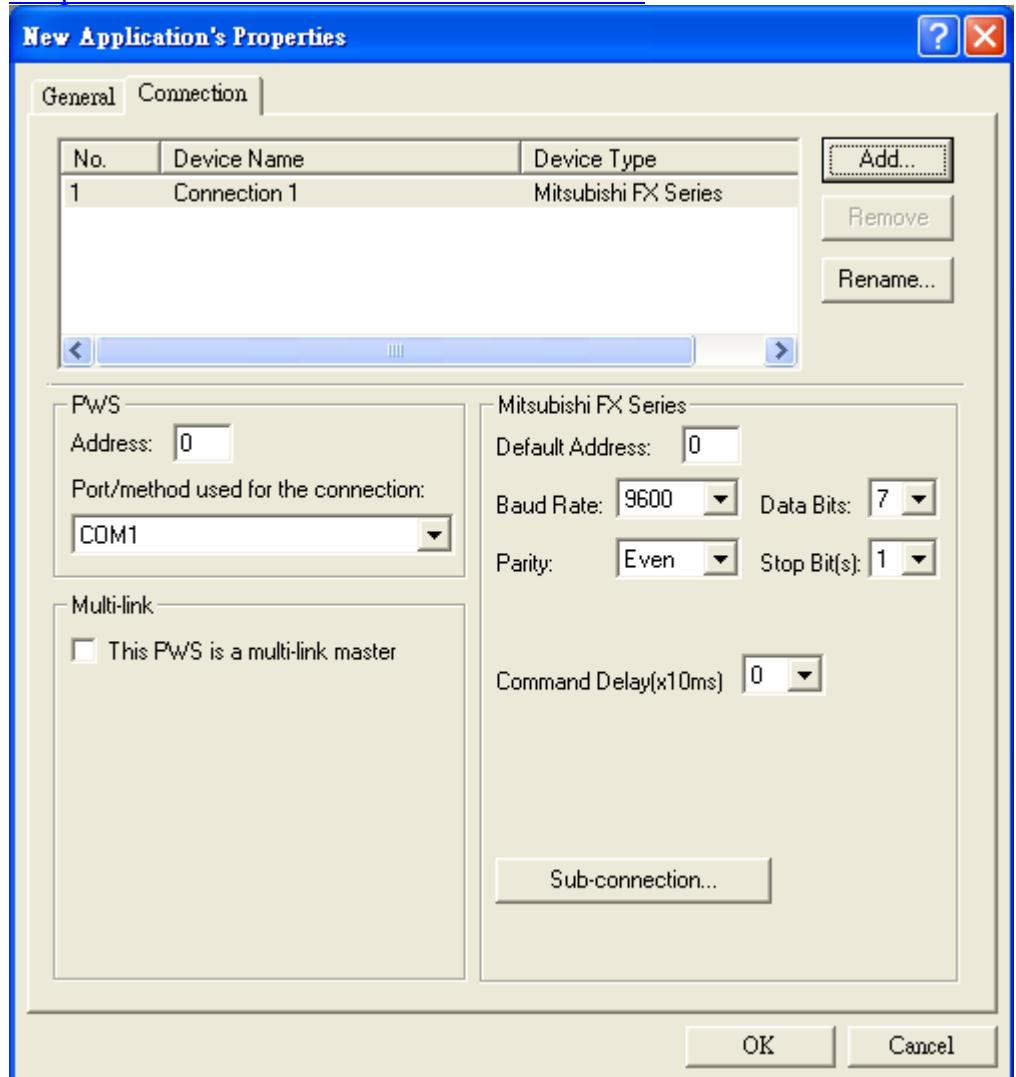 New Application's Properties
General Connection
No. Device Name Device Type
1 Connection 1 Mitsubishi FX Series
Add...
Remove
Rename...
PWS
Address: 0
Port/method used for the connection:
COM1
Multi-link
This PWS is a multi-link master
Mitsubishi FX Series
Default Address: 0
Baud Rate: 9600 Data Bits: 7
Parity: Even Stop Bit(s): 1
Command Delay(x10ms) 0
Sub-connection...
OK Cancel